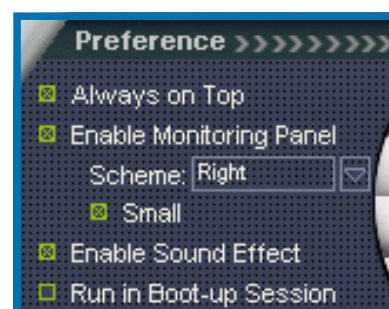 Preference >>>>>>>>>
Always on Top
Enable Monitoring Panel
Scheme: Right
Small
Enable Sound Effect
Run in Boot-up Session